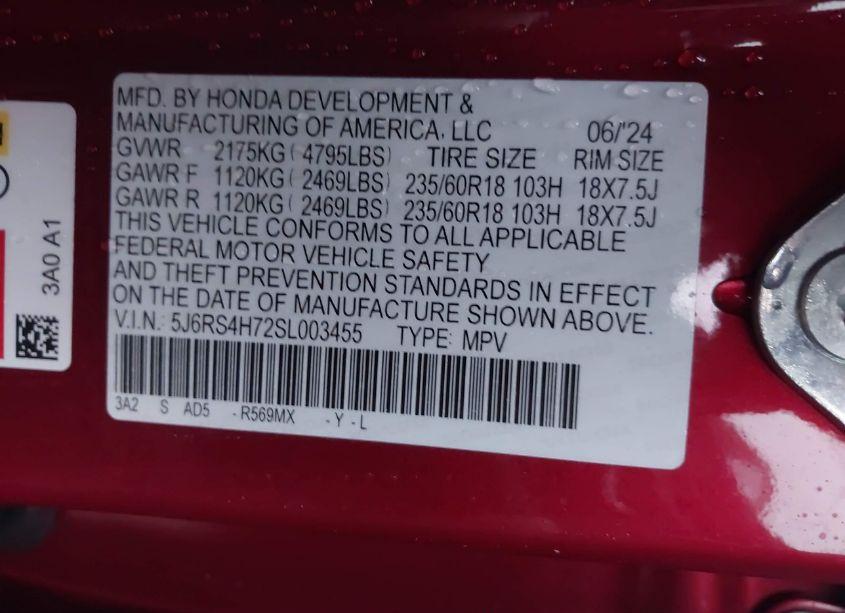 MFD. BY HONDA DEVELOPMENT &
MANUFACTURING OF AMERICA, LLC 06/'24
GVWR 2175KG ( 4795LBS) TIRE SIZE RIM SIZE
GAWR F 1120KG ( 2469LBS) 235/60R18 103H 18X7.5J
GAWR R 1120KG ( 2469LBS) 235/60R18 103H 18X7.5J
THIS VEHICLE CONFORMS TO ALL APPLICABLE
FEDERAL MOTOR VEHICLE SAFETY
AND THEFT PREVENTION STANDARDS IN EFFECT
ON THE DATE OF MANUFACTURE SHOWN ABOVE.
V.I.N.: 5J6RS4H72SL003455 TYPE: MPV
3A2 S AD5 -R569MX -Y -L
3A0 A1